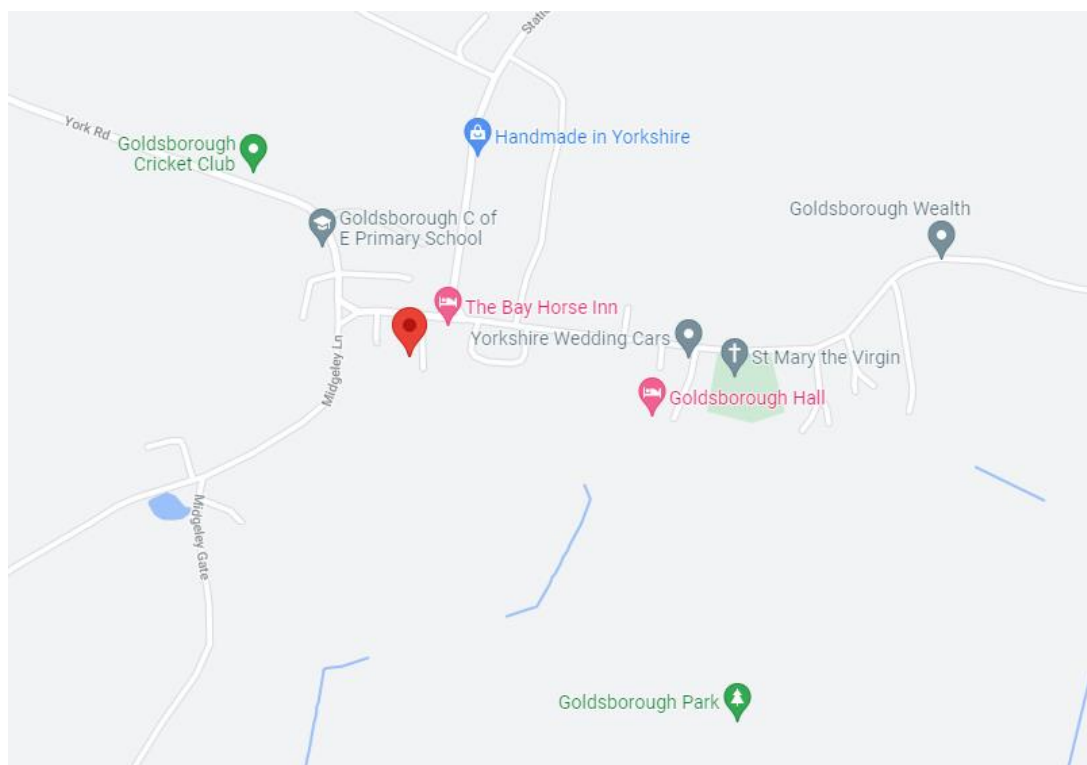 Statio
York Rd
Goldsborough
Cricket Club
Handmade in Yorkshire
Goldsborough C of
E Primary School
Goldsborough Wealth
The Bay Horse Inn
Yorkshire Wedding Cars
St Mary the Virgin
Midgeley Ln
Goldsborough Hall
Midgeley Gate
Goldsborough Park